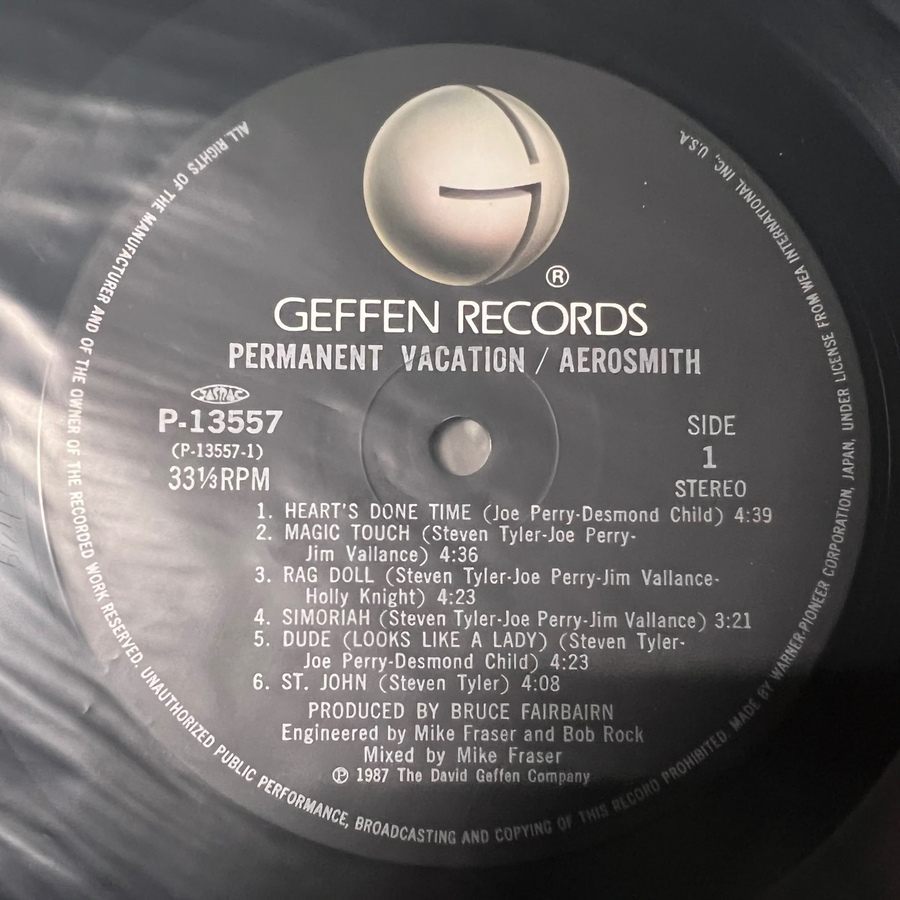 ®
GEFFEN RECORDS
PERMANENT VACATION / AEROSMITH
JASRAC
P-13557
(P-13557-1)
33⅓RPM
SIDE
1
STEREO
1. HEART'S DONE TIME (Joe Perry-Desmond Child) 4:39
2. MAGIC TOUCH (Steven Tyler-Joe Perry-
Jim Vallance) 4:36
3. RAG DOLL (Steven Tyler-Joe Perry-Jim Vallance-
Holly Knight) 4:23
4. SIMORIAH (Steven Tyler-Joe Perry-Jim Vallance) 3:21
5. DUDE (LOOKS LIKE A LADY) (Steven Tyler-
Joe Perry-Desmond Child) 4:23
6. ST. JOHN (Steven Tyler) 4:08
PRODUCED BY BRUCE FAIRBAIRN
Engineered by Mike Fraser and Bob Rock
Mixed by Mike Fraser
℗ 1987 The David Geffen Company
ALL RIGHTS OF THE MANUFACTURER AND OF THE OWNER OF THE RECORDED WORK RESERVED. UNAUTHORIZED PUBLIC PERFORMANCE, BROADCASTING AND COPYING OF THIS RECORD PROHIBITED. MADE BY WARNER-PIONEER CORPORATION, JAPAN, UNDER LICENSE FROM WEA INTERNATIONAL INC., U.S.A.